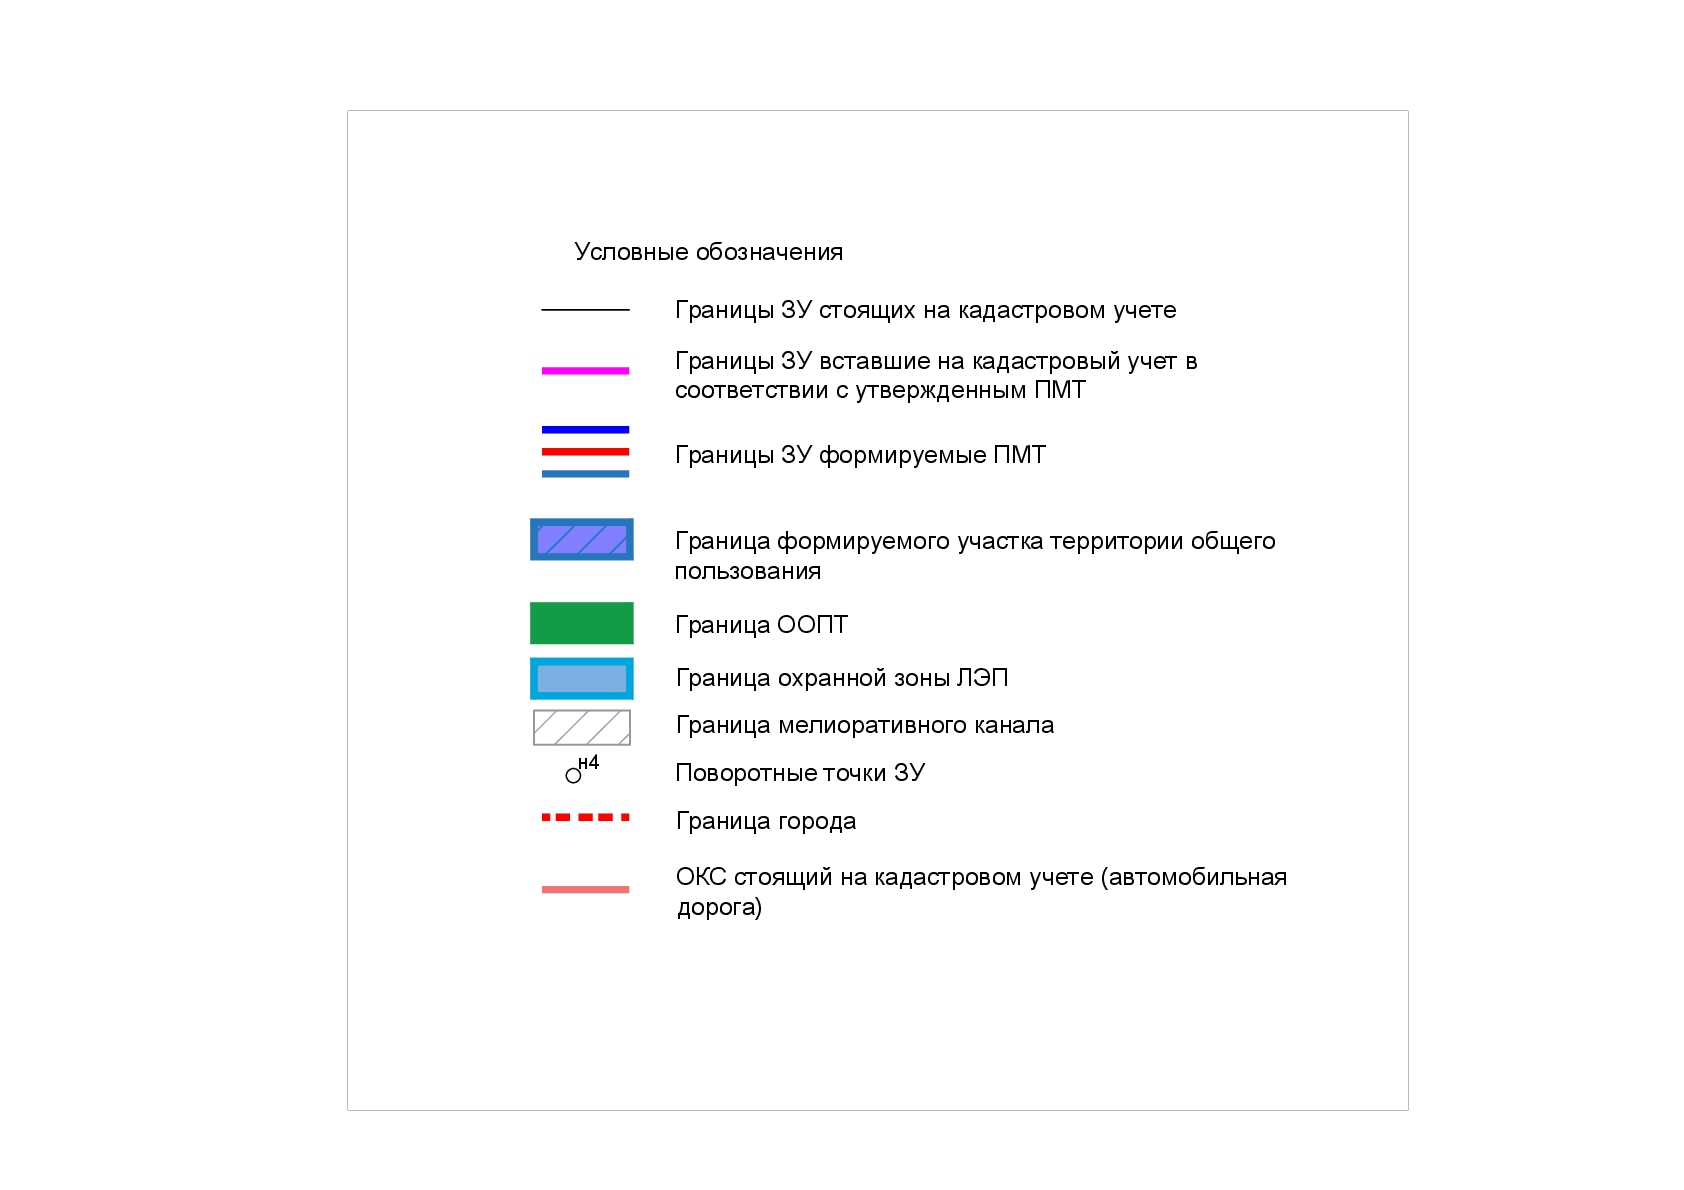 Условные обозначения
Границы ЗУ стоящих на кадастровом учете
Границы ЗУ вставшие на кадастровый учет в
соответствии с утвержденным ПМТ
Границы ЗУ формируемые ПМТ
Граница формируемого участка территории общего
пользования
Граница ООПТ
Граница охранной зоны ЛЭП
Граница мелиоративного канала
н4
Поворотные точки ЗУ
Граница города
ОКС стоящий на кадастровом учете (автомобильная
дорога)